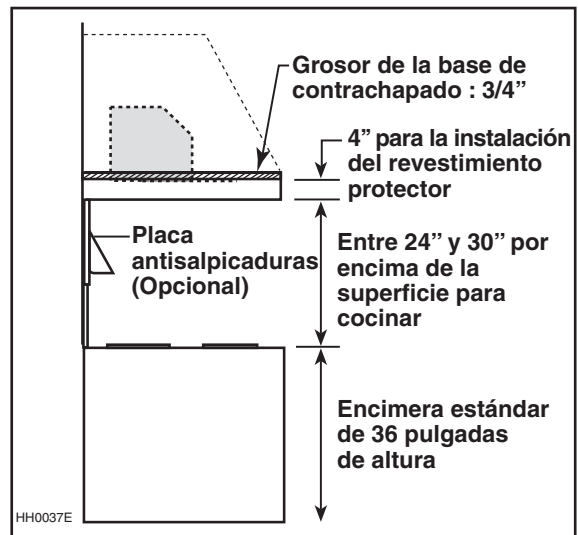 Grosor de la base de
contrachapado : 3/4”
4” para la instalación
del revestimiento
protector
Placa
antisalpicaduras
(Opcional)
Entre 24” y 30” por
encima de la
superficie para
cocinar
Encimera estándar
de 36 pulgadas
de altura
HH0037E